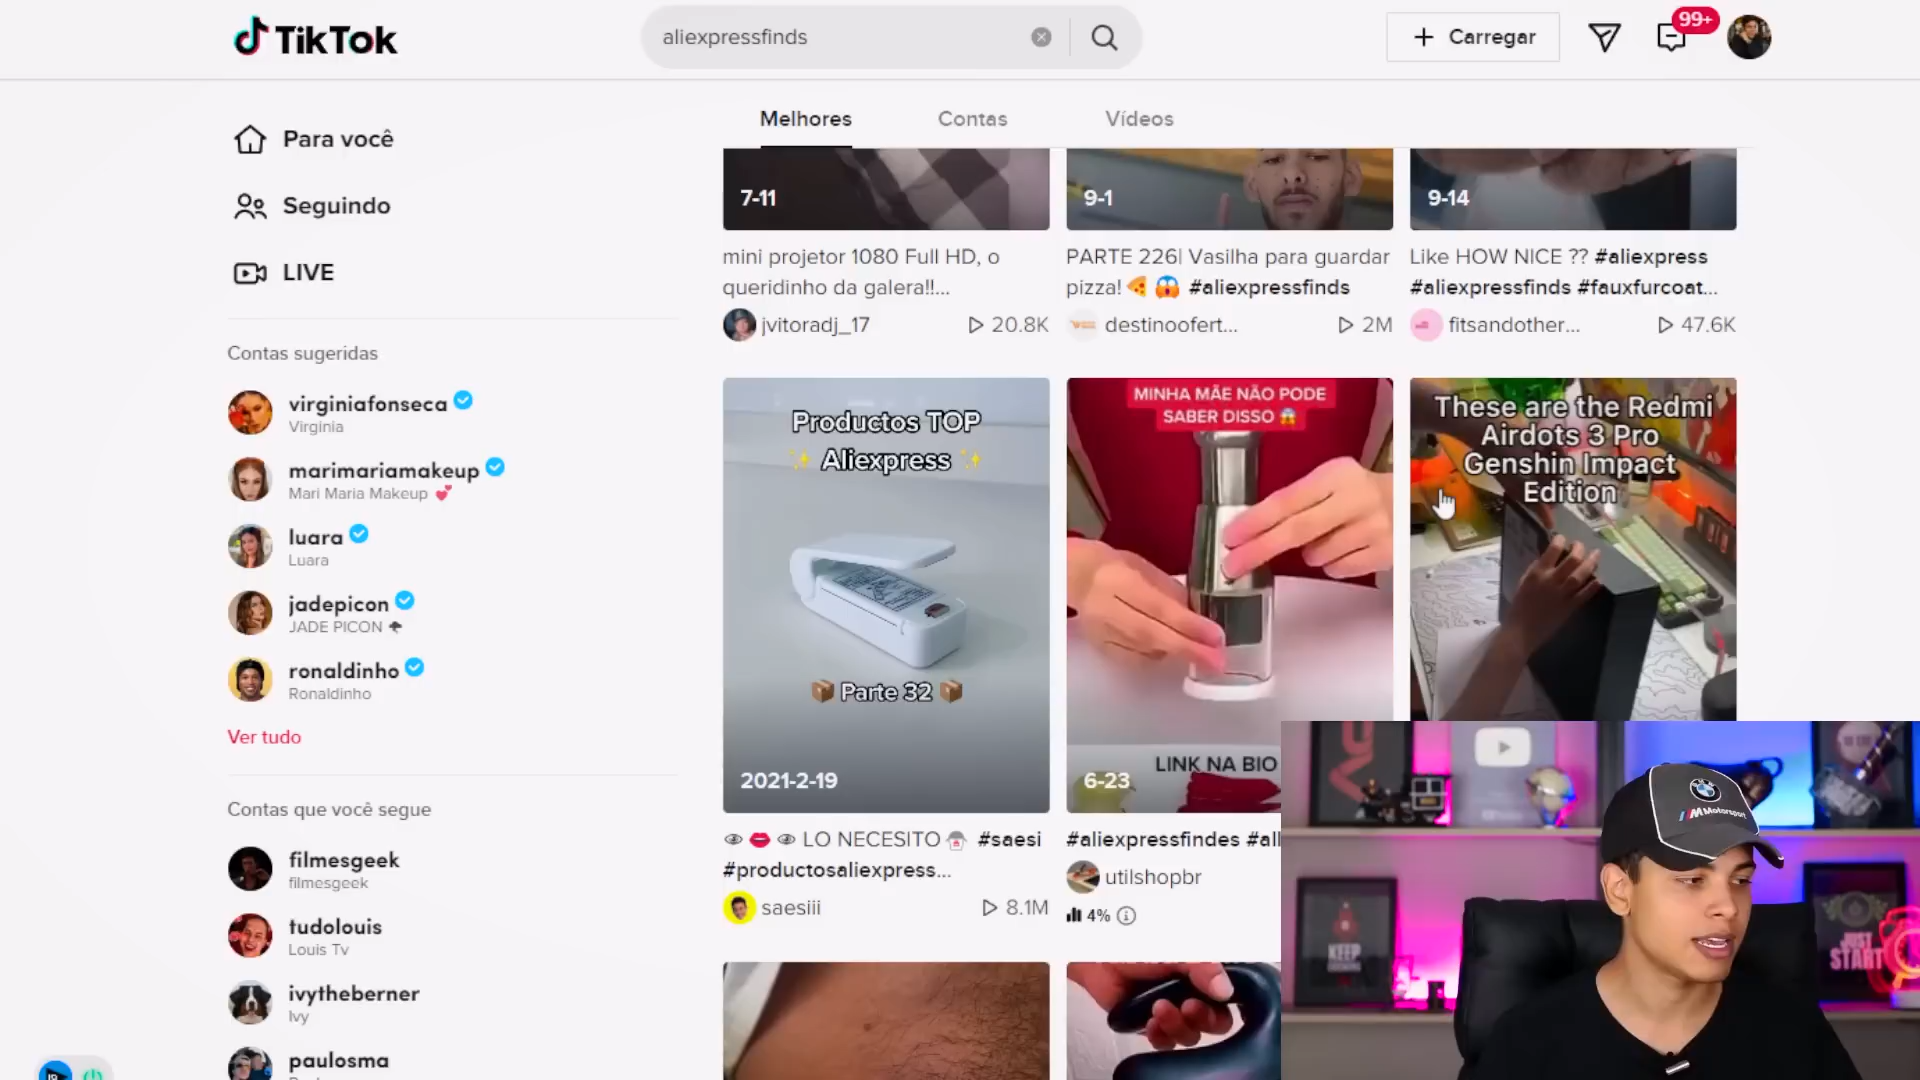 TikTok
aliexpressfinds
Carregar
99+
Para você
Seguindo
LIVE
Contas sugeridas
virginiafonseca
Virginia
marimariamakeup
Mari Maria Makeup 💕
luara
Luara
jadepicon
JADE PICON 🌪
ronaldinho
Ronaldinho
Ver tudo
Contas que você segue
filmesgeek
filmesgeek
tudolouis
Louis Tv
ivytheberner
Ivy
paulosma
Melhores
Contas
Vídeos
7-11
mini projetor 1080 Full HD, o
queridinho da galera!!...
jvitoradj_17
20.8K
9-1
PARTE 226| Vasilha para guardar
pizza! 🍕 😱 #aliexpressfinds
destinoofert...
2M
9-14
Like HOW NICE ?? #aliexpress
#aliexpressfinds #fauxfurcoat...
fitsandother...
47.6K
Productos TOP
✨ Aliexpress ✨
📦 Parte 32 📦
2021-2-19
👁 👄 👁 LO NECESITO #saesi
#productosaliexpress...
saesiii
8.1M
MINHA MÃE NÃO PODE
SABER DISSO 😱
LINK NA BIO
6-23
#aliexpressfindes #all
utilshopbr
4%
These are the Redmi
Airdots 3 Pro
Genshin Impact
Edition
BMW
///M Motorsport
KEEP
JUST
START